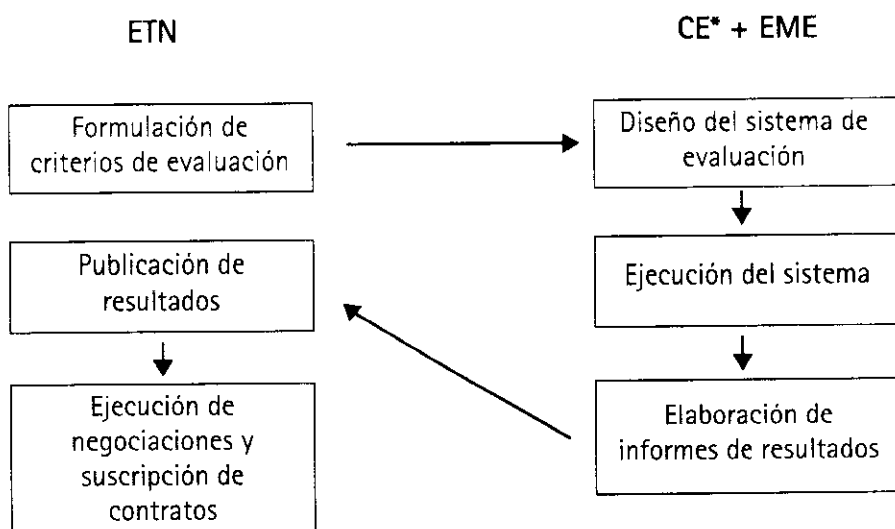 ETN
CE* + EME
Formulación de
criterios de evaluación
Diseño del sistema de
evaluación
Publicación de
resultados
Ejecución del sistema
Ejecución de
negociaciones y
suscripción de
contratos
Elaboración de
informes de resultados